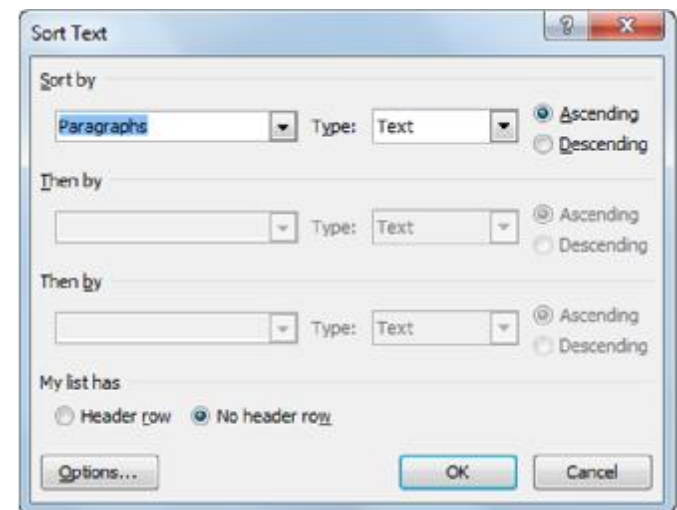 Sort Text
Sort by
Paragraphs Type: Text Ascending
Descending
Then by
Type: Text Ascending
Descending
Then by
Type: Text Ascending
Descending
My list has
Header row No header row
Options... OK Cancel